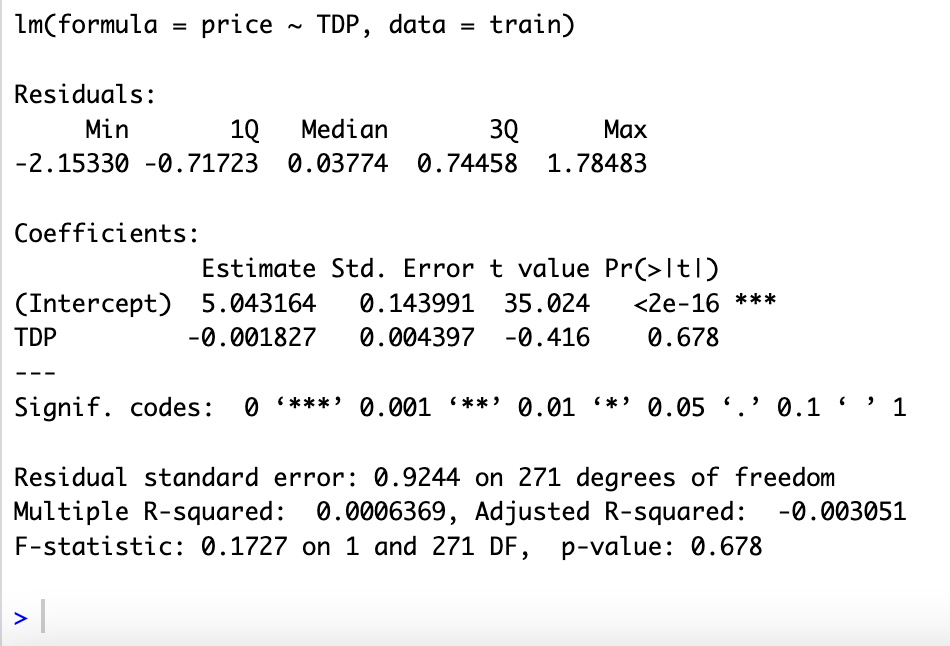 lm(formula = price ~ TDP, data = train)
Residuals:
Min 1Q Median 3Q Max
-2.15330 -0.71723 0.03774 0.74458 1.78483
Coefficients:
Estimate Std. Error t value Pr(>|t|)
(Intercept) 5.043164 0.143991 35.024 <2e-16 ***
TDP -0.001827 0.004397 -0.416 0.678
---
Signif. codes: 0 ‘***’ 0.001 ‘**’ 0.01 ‘*’ 0.05 ‘.’ 0.1 ‘ ’ 1
Residual standard error: 0.9244 on 271 degrees of freedom
Multiple R-squared: 0.0006369, Adjusted R-squared: -0.003051
F-statistic: 0.1727 on 1 and 271 DF, p-value: 0.678
>